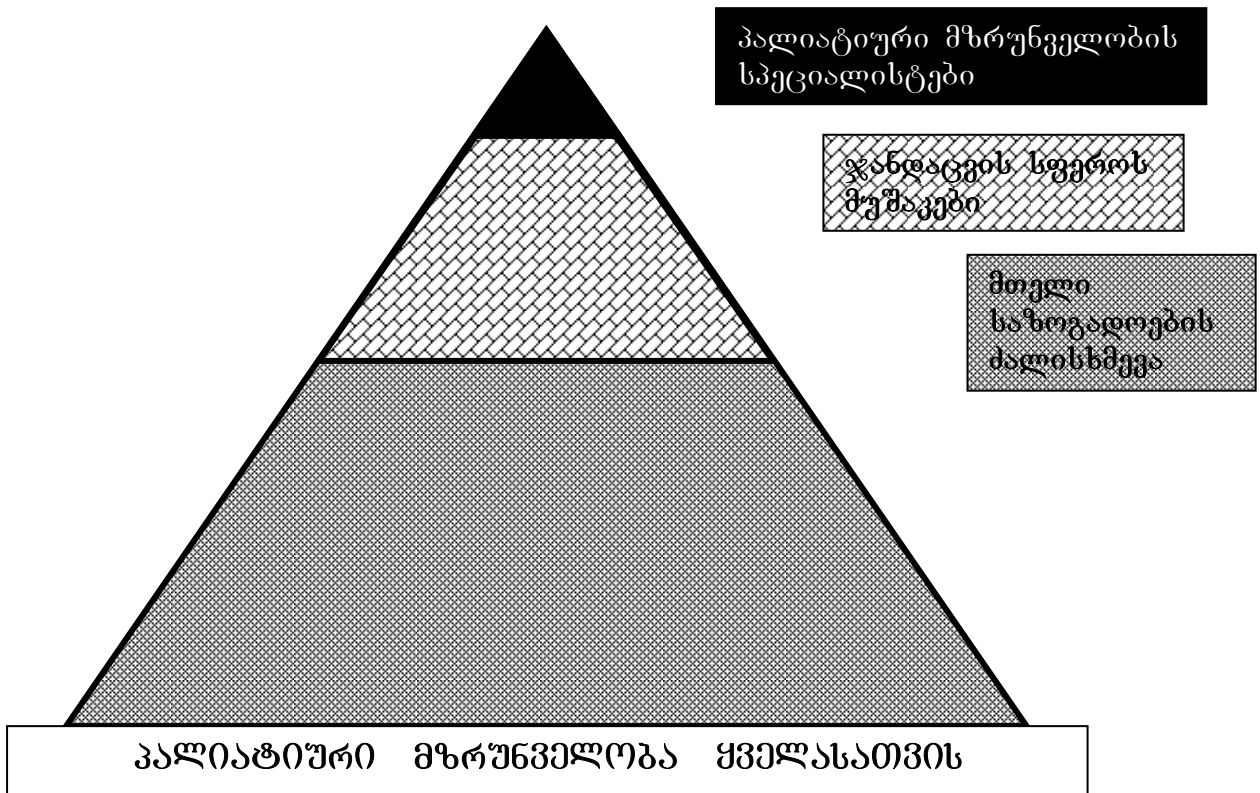 პალიატიური მზრუნველობის
სპეციალისტები
ჯანდაცვის სფეროს
მუშაკები
მთელი
საზოგადოების
ძალისხმევა
პალიატიური მზრუნველობა ყველასათვის